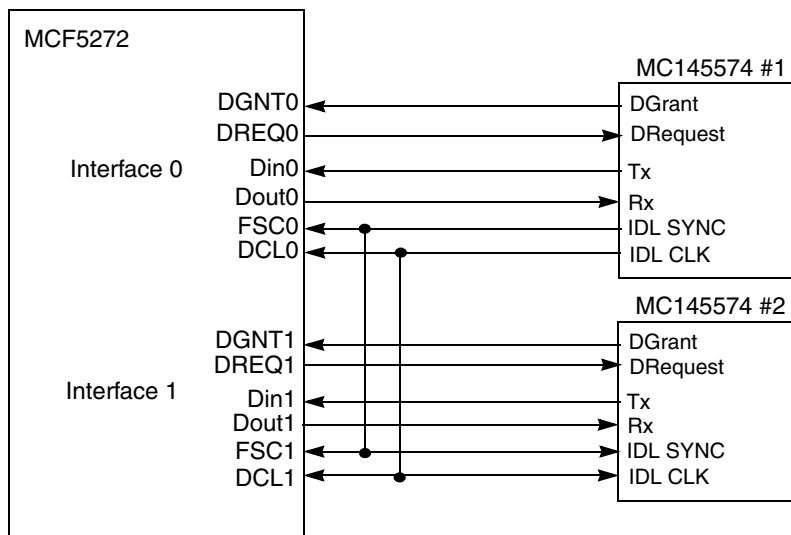 MCF5272
MC145574 #1
DGNT0
DGrant
DREQ0
DRequest
Interface 0
Din0
Tx
Dout0
Rx
FSC0
IDL SYNC
DCL0
IDL CLK
MC145574 #2
DGNT1
DGrant
DREQ1
DRequest
Interface 1
Din1
Tx
Dout1
Rx
FSC1
IDL SYNC
DCL1
IDL CLK